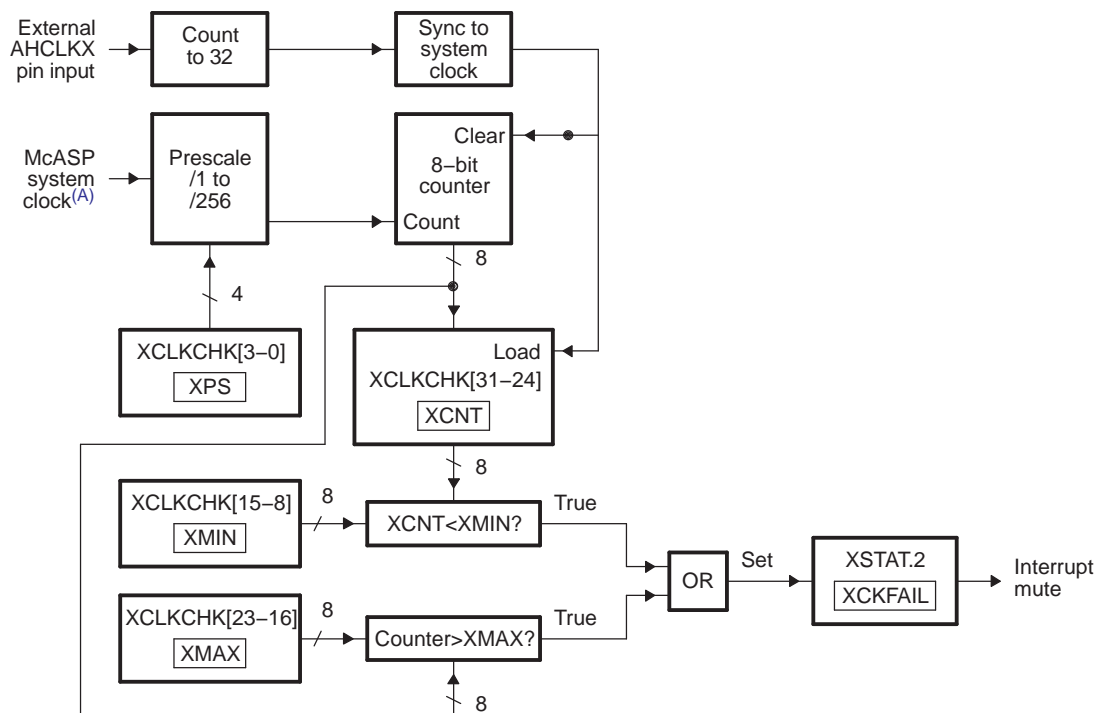 External
AHCLKX
pin input
Count
to 32
Sync to
system
clock
McASP
system
clock(A)
Prescale
/1 to
/256
Clear
8−bit
counter
Count
8
4
XCLKCHK[3−0]
XPS
Load
XCLKCHK[31−24]
XCNT
8
XCLKCHK[15−8]
XMIN
8
XCNT<XMIN?
True
XCLKCHK[23−16]
XMAX
8
Counter>XMAX?
True
8
OR
Set
XSTAT.2
XCKFAIL
Interrupt
mute